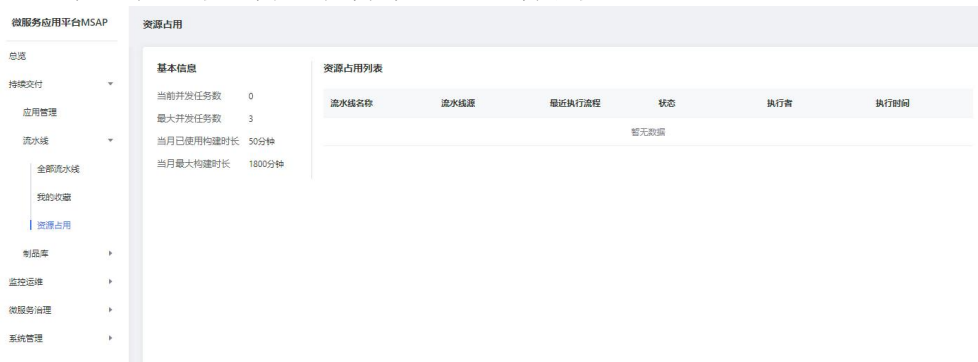 微服务应用平台MSAP
资源占用
总览
持续交付
应用管理
流水线
全部流水线
我的收藏
资源占用
制品库
监控运维
微服务治理
系统管理
基本信息
当前并发任务数 0
最大并发任务数 3
当月已使用构建时长 50分钟
当月最大构建时长 1800分钟
资源占用列表
流水线名称 流水线源 最近执行流程 状态 执行者 执行时间
暂无数据